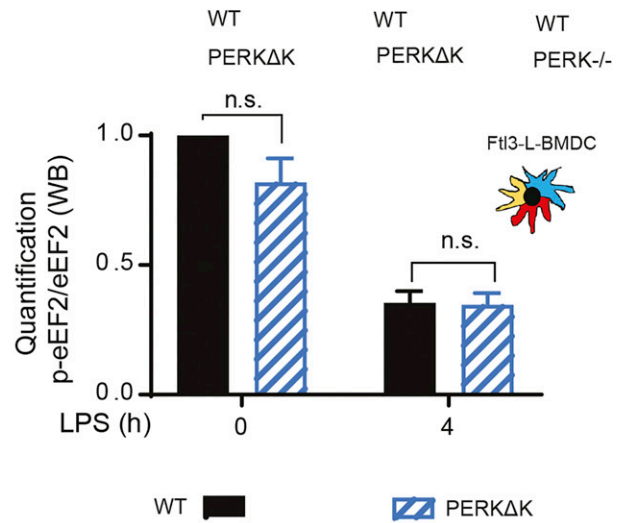 WT WT WT
PERKΔK PERKΔK PERK-/-
n.s.
Ftl3-L-BMDC
n.s.
Quantification
p-eEF2/eEF2 (WB)
1.0
0.5
0.0
LPS (h) 0 4
WT PERKΔK